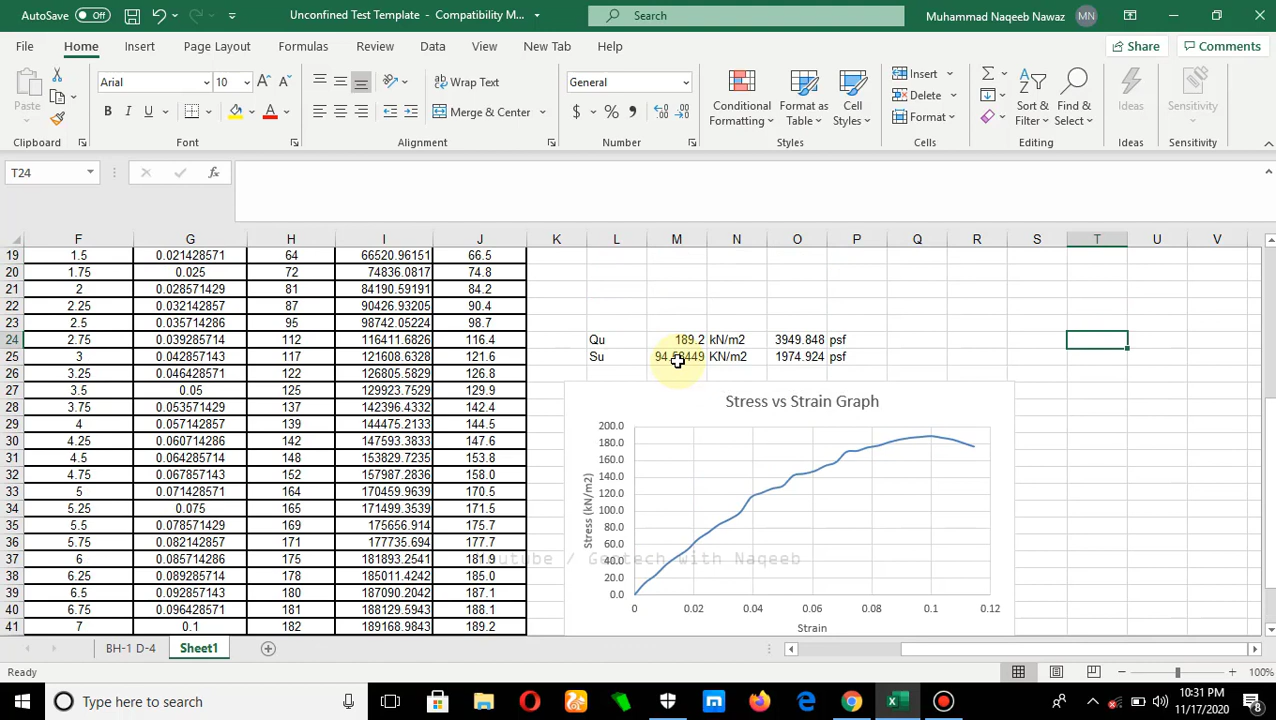 AutoSave Off Unconfined Test Template - Compatibility M... Search Muhammad Naqeeb Nawaz MN
File Home Insert Page Layout Formulas Review Data View New Tab Help Share Comments
Paste Arial 10 Wrap Text General Conditional Formatting Format as Table Cell Styles Insert Sort & Filter Find & Select Ideas Sensitivity
B I U Merge & Center $ % Delete
Format
Clipboard Font Alignment Number Styles Cells Editing Ideas Sensitivity
T24 fx
F G H I J K L M N O P Q R S T U V
19 1.5 0.021428571 64 66520.96151 66.5
20 1.75 0.025 72 74836.0817 74.8
21 2 0.028571429 81 84190.59191 84.2
22 2.25 0.032142857 87 90426.93205 90.4
23 2.5 0.035714286 95 98742.05224 98.7
24 2.75 0.039285714 112 116411.6826 116.4 Qu 189.2 kN/m2 3949.848 psf
25 3 0.042857143 117 121608.6328 121.6 Su KN/m2 1974.924 psf
26 3.25 0.046428571 122 126805.5829 126.8
27 3.5 0.05 125 129923.7529 129.9
28 3.75 0.053571429 137 142396.4332 142.4
29 4 0.057142857 139 144475.2133 144.5
30 4.25 0.060714286 142 147593.3833 147.6
31 4.5 0.064285714 148 153829.7235 153.8
32 4.75 0.067857143 153 157987.2836 158.0
33 5 0.071428571 164 170459.9639 170.5
34 5.25 0.075 165 171499.3539 171.5
35 5.5 0.078571429 169 175656.914 175.7
36 5.75 0.082142857 171 177735.694 177.7
37 6 0.085714286 175 181893.2541 181.9
38 6.25 0.089285714 178 185011.4242 185.0
39 6.5 0.092857143 180 187090.2042 187.1
40 6.75 0.096428571 181 188129.5943 188.1
41 7 0.1 182 189168.9843 189.2
Stress vs Strain Graph
Stress (kN/m2)
200.0
180.0
160.0
140.0
120.0
100.0
80.0
60.0
40.0
20.0
0.0
0 0.02 0.04 0.06 0.08 0.1 0.12
Strain
/ Geotech with Naqeeb
BH-1 D-4 Sheet1
Ready 100%
Type here to search 10:31 PM
11/17/2020 8